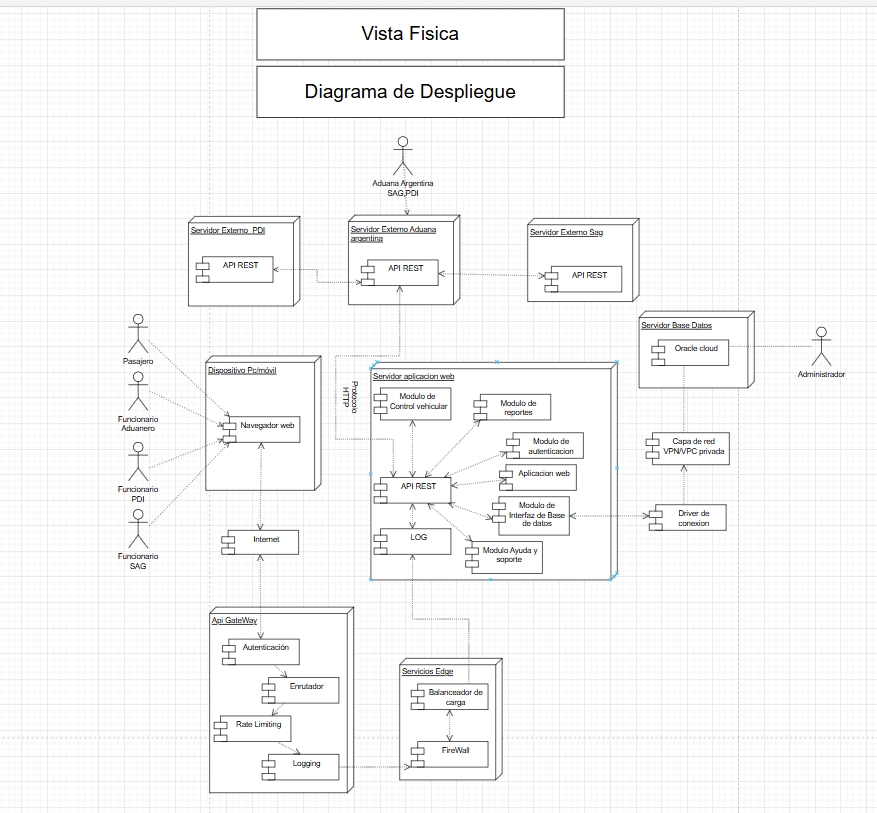 Vista Fisica
Diagrama de Despliegue
Aduana Argentina
SAG,PDI
Servidor Externo PDI
API REST
Servidor Externo Aduana
argentina
API REST
Servidor Externo Sag
API REST
Servidor Base Datos
Oracle cloud
Administrador
Pasajero
Funcionario
Aduanero
Funcionario
PDI
Funcionario
SAG
Dispositivo Pc/móvil
Navegador web
Internet
Protocolo
HTTP
Servidor aplicacion web
Modulo de
Control vehicular
Modulo de
reportes
Modulo de
autenticacion
Aplicacion web
API REST
Modulo de
Interfaz de Base
de datos
LOG
Modulo Ayuda y
soporte
Capa de red
VPN/VPC privada
Driver de
conexion
Api GateWay
Autenticación
Enrutador
Rate Limiting
Logging
Servicios Edge
Balanceador de
carga
FireWall